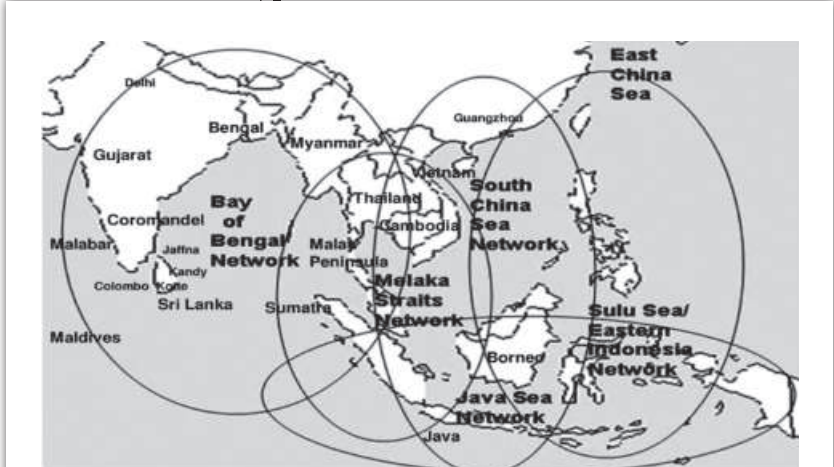 East
China
Sea
Delhi
Guangzhou
Bengal
Myanmar
Gujarat
Vietnam
Thailand
South
China
Sea
Network
Bay
of
Bengal
Network
Coromandel
Cambodia
Malabar
Jaffna
Malay
Peninsula
Kandy
Colombo Kotte
Sri Lanka
Melaka
Straits
Network
Sumatra
Sulu Sea/
Eastern
Indonesia
Network
Maldives
Borneo
Java Sea
Network
Java